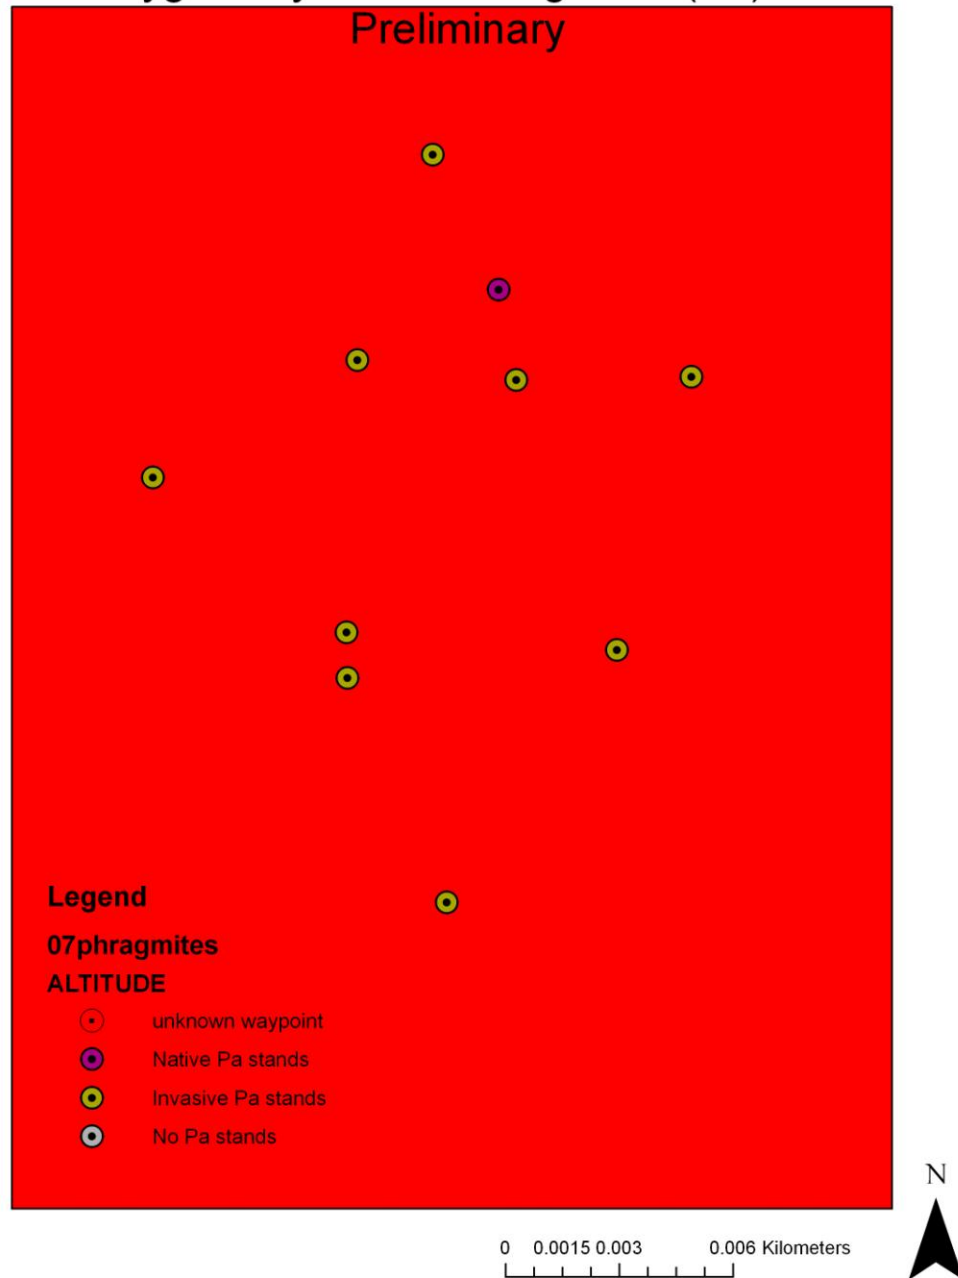 Preliminary
Legend
07phragmites
ALTITUDE
unknown waypoint
Native Pa stands
Invasive Pa stands
No Pa stands
N
0 0.0015 0.003 0.006 Kilometers